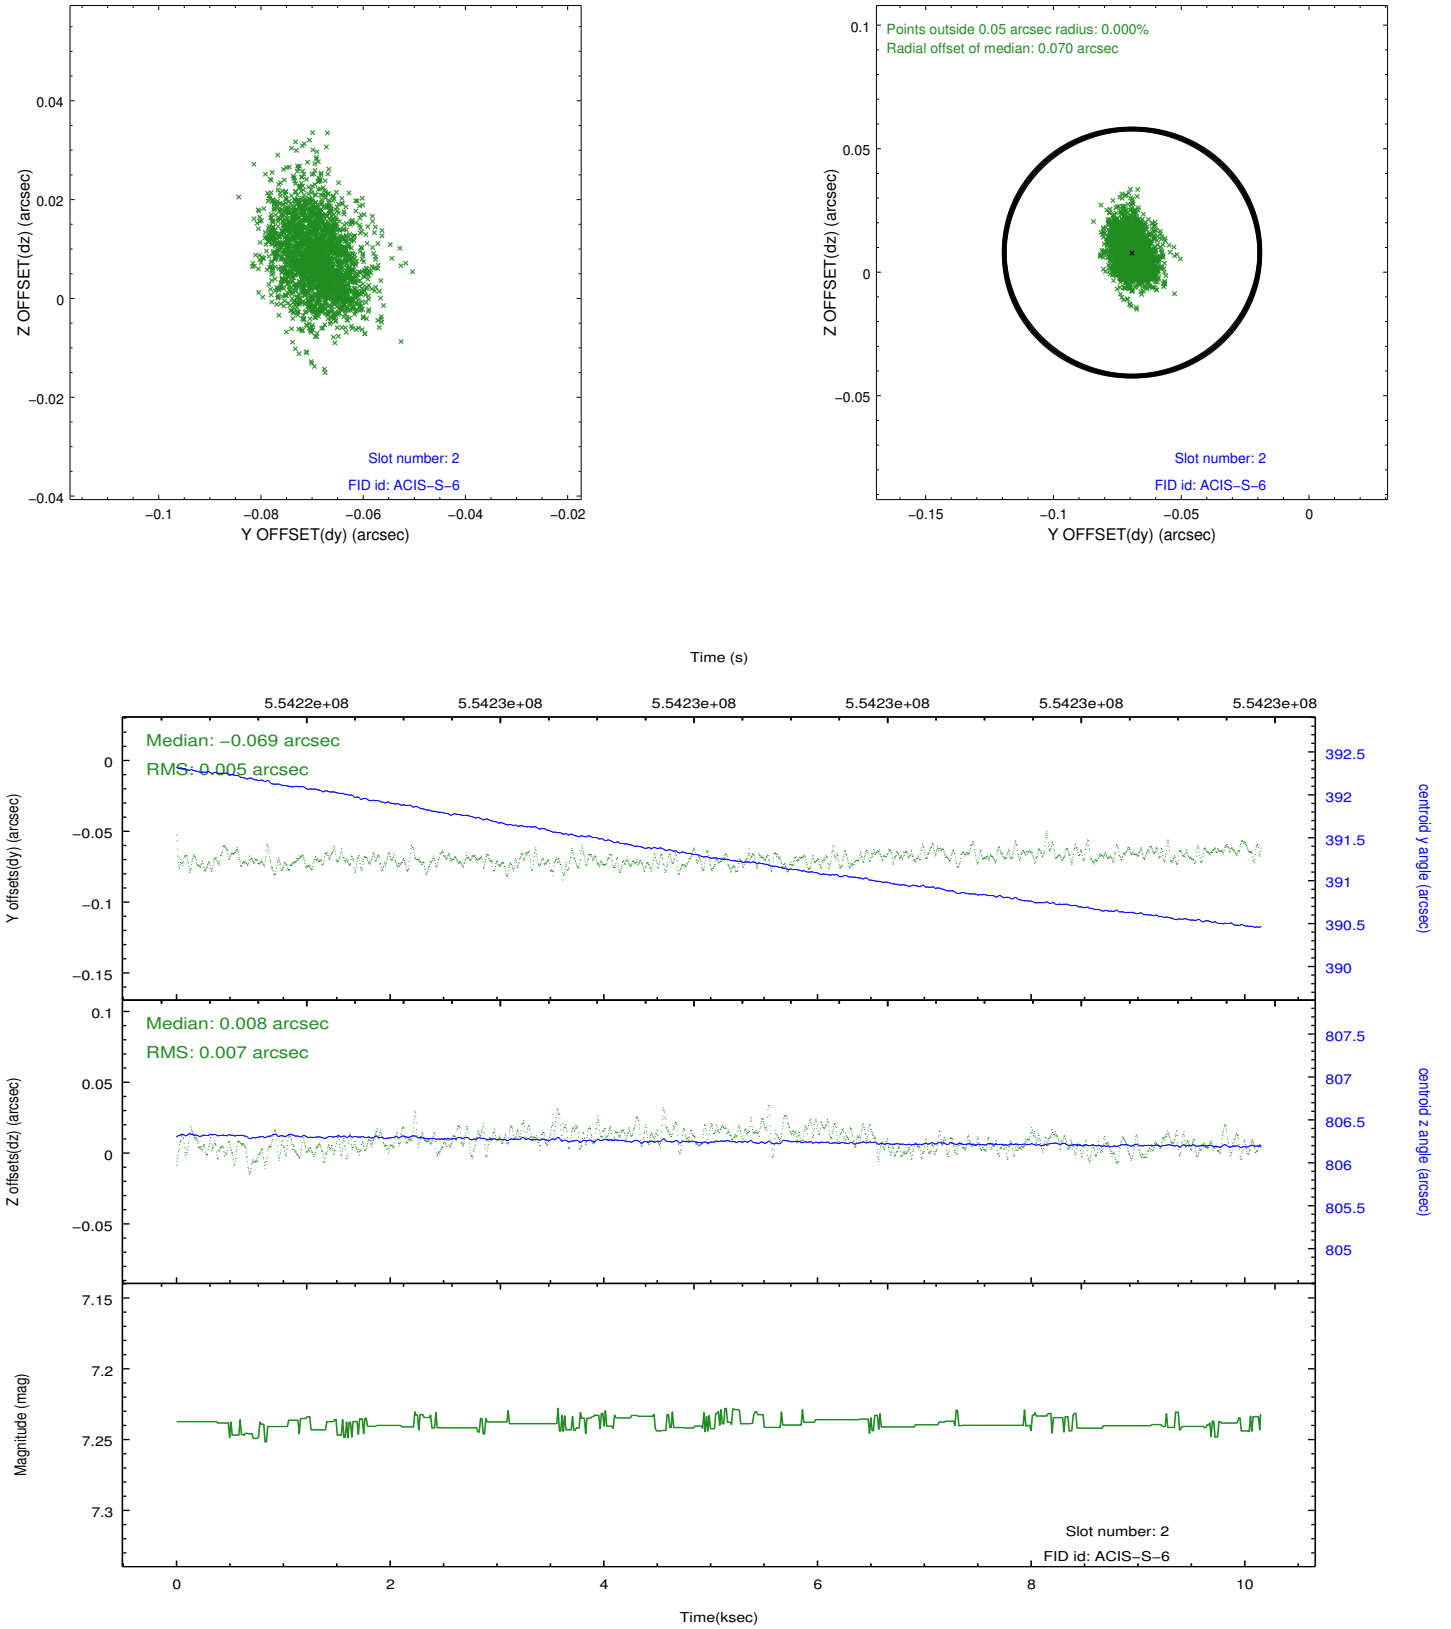 0.04
0.02
0
−0.02
−0.04
Z OFFSET(dz) (arcsec)
Slot number: 2
FID id: ACIS−S−6
−0.1
−0.08
−0.06
−0.04
−0.02
Y OFFSET(dy) (arcsec)
Points outside 0.05 arcsec radius: 0.000%
Radial offset of median: 0.070 arcsec
0.1
0.05
0
−0.05
Z OFFSET(dz) (arcsec)
Slot number: 2
FID id: ACIS−S−6
−0.15
−0.1
−0.05
0
Y OFFSET(dy) (arcsec)
Time (s)
5.5422e+08
5.5423e+08
5.5423e+08
5.5423e+08
5.5423e+08
5.5423e+08
Median: −0.069 arcsec
RMS: 0.005 arcsec
0
−0.05
−0.1
−0.15
Y offsets(dy) (arcsec)
392.5
392
391.5
391
390.5
390
centroid y angle (arcsec)
Median: 0.008 arcsec
RMS: 0.007 arcsec
0.1
0.05
0
−0.05
Z offsets(dz) (arcsec)
807.5
807
806.5
806
805.5
805
centroid z angle (arcsec)
7.15
7.2
7.25
7.3
Magnitude (mag)
Slot number: 2
FID id: ACIS−S−6
0
2
4
6
8
10
Time(ksec)